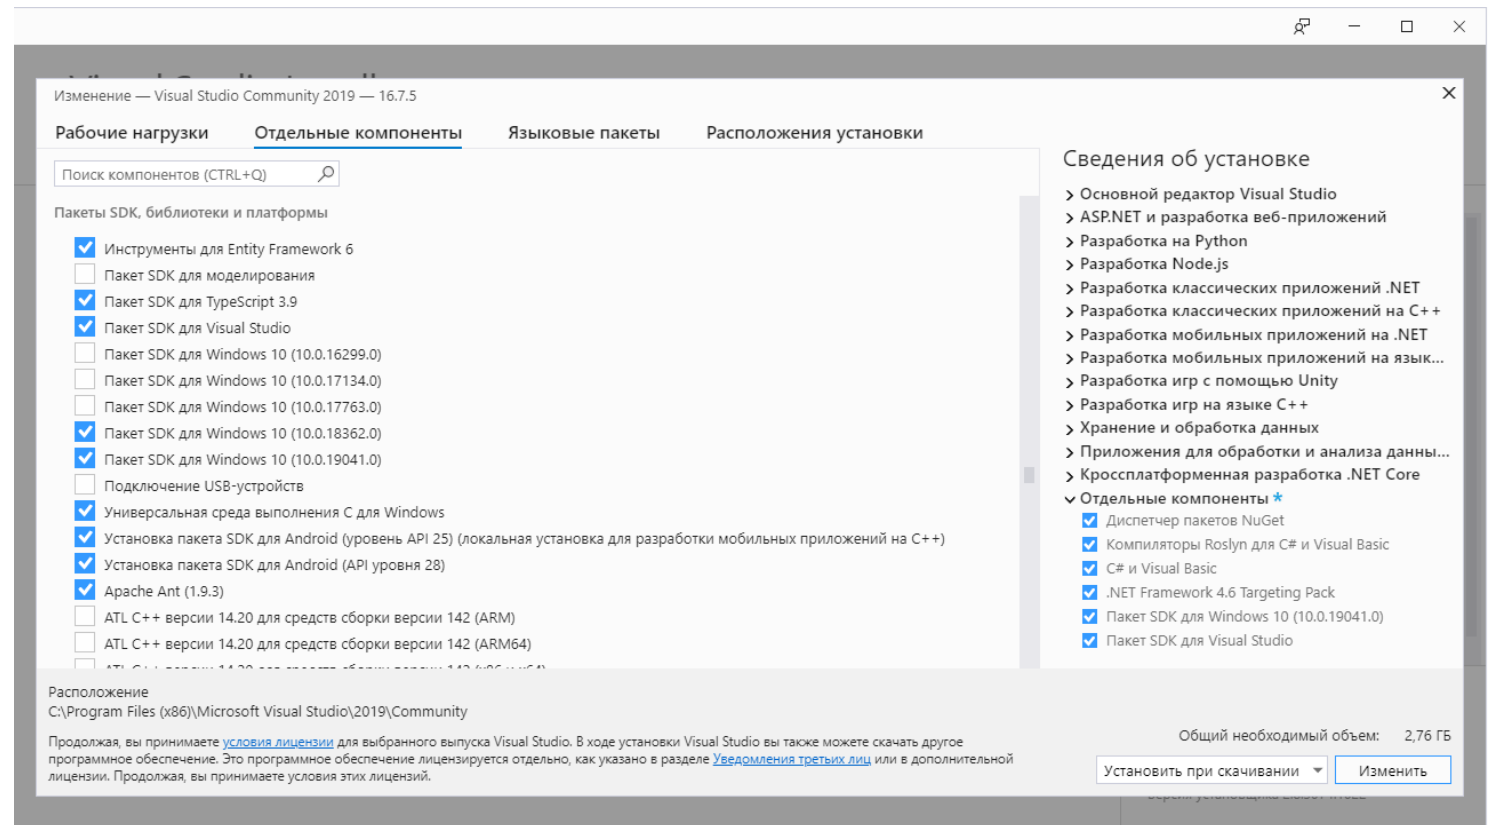 Изменение — Visual Studio Community 2019 — 16.7.5
Рабочие нагрузки
Отдельные компоненты
Языковые пакеты
Расположения установки
Поиск компонентов (CTRL+Q)
Пакеты SDK, библиотеки и платформы
Инструменты для Entity Framework 6
Пакет SDK для моделирования
Пакет SDK для TypeScript 3.9
Пакет SDK для Visual Studio
Пакет SDK для Windows 10 (10.0.16299.0)
Пакет SDK для Windows 10 (10.0.17134.0)
Пакет SDK для Windows 10 (10.0.17763.0)
Пакет SDK для Windows 10 (10.0.18362.0)
Пакет SDK для Windows 10 (10.0.19041.0)
Подключение USB-устройств
Универсальная среда выполнения C для Windows
Установка пакета SDK для Android (уровень API 25) (локальная установка для разработки мобильных приложений на C++)
Установка пакета SDK для Android (API уровня 28)
Apache Ant (1.9.3)
ATL C++ версии 14.20 для средств сборки версии 142 (ARM)
ATL C++ версии 14.20 для средств сборки версии 142 (ARM64)
Сведения об установке
Основной редактор Visual Studio
ASP.NET и разработка веб-приложений
Разработка на Python
Разработка Node.js
Разработка классических приложений .NET
Разработка классических приложений на C++
Разработка мобильных приложений на .NET
Разработка мобильных приложений на язык...
Разработка игр с помощью Unity
Разработка игр на языке C++
Хранение и обработка данных
Приложения для обработки и анализа данны...
Кроссплатформенная разработка .NET Core
Отдельные компоненты *
Диспетчер пакетов NuGet
Компиляторы Roslyn для C# и Visual Basic
C# и Visual Basic
.NET Framework 4.6 Targeting Pack
Пакет SDK для Windows 10 (10.0.19041.0)
Пакет SDK для Visual Studio
Расположение
C:\Program Files (x86)\Microsoft Visual Studio\2019\Community
Продолжая, вы принимаете условия лицензии для выбранного выпуска Visual Studio. В ходе установки Visual Studio вы также можете скачать другое
программное обеспечение. Это программное обеспечение лицензируется отдельно, как указано в разделе Уведомления третьих лиц или в дополнительной
лицензии. Продолжая, вы принимаете условия этих лицензий.
Общий необходимый объем: 2,76 ГБ
Установить при скачивании
Изменить